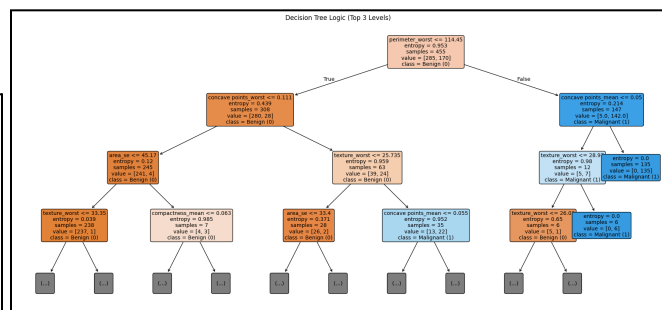 Decision Tree Logic (Top 3 Levels)
perimeter_worst <= 114.45
entropy = 0.953
samples = 455
value = [285, 170]
class = Benign (0)
True
False
concave points_worst <= 0.111
entropy = 0.439
samples = 308
value = [280, 28]
class = Benign (0)
concave points_mean <= 0.05
entropy = 0.214
samples = 147
value = [5.0, 142.0]
class = Malignant (1)
area_se <= 45.17
entropy = 0.12
samples = 245
value = [241, 4]
class = Benign (0)
texture_worst <= 25.735
entropy = 0.959
samples = 63
value = [39, 24]
class = Benign (0)
texture_worst <= 28.9
entropy = 0.98
samples = 12
value = [5, 7]
class = Malignant (1)
entropy = 0.0
samples = 135
value = [0, 135]
class = Malignant (1)
texture_worst <= 33.35
entropy = 0.039
samples = 238
value = [237, 1]
class = Benign (0)
compactness_mean <= 0.063
entropy = 0.985
samples = 7
value = [4, 3]
class = Benign (0)
area_se <= 33.4
entropy = 0.371
samples = 28
value = [26, 2]
class = Benign (0)
concave points_mean <= 0.055
entropy = 0.952
samples = 35
value = [13, 22]
class = Malignant (1)
texture_worst <= 26.0
entropy = 0.65
samples = 6
value = [5, 1]
class = Benign (0)
entropy = 0.0
samples = 6
value = [0, 6]
class = Malignant (1)
(...)
(...)
(...)
(...)
(...)
(...)
(...)
(...)
(...)
(...)